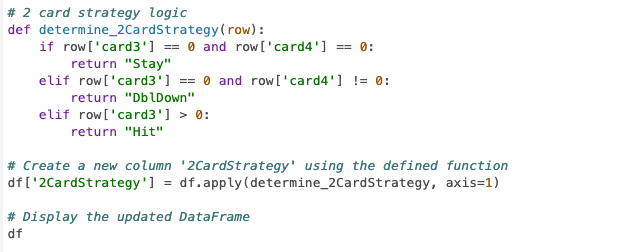 # 2 card strategy logic
def determine_2CardStrategy(row):
    if row['card3'] == 0 and row['card4'] == 0:
        return "Stay"
    elif row['card3'] == 0 and row['card4'] != 0:
        return "DblDown"
    elif row['card3'] > 0:
        return "Hit"

# Create a new column '2CardStrategy' using the defined function
df['2CardStrategy'] = df.apply(determine_2CardStrategy, axis=1)

# Display the updated DataFrame
df